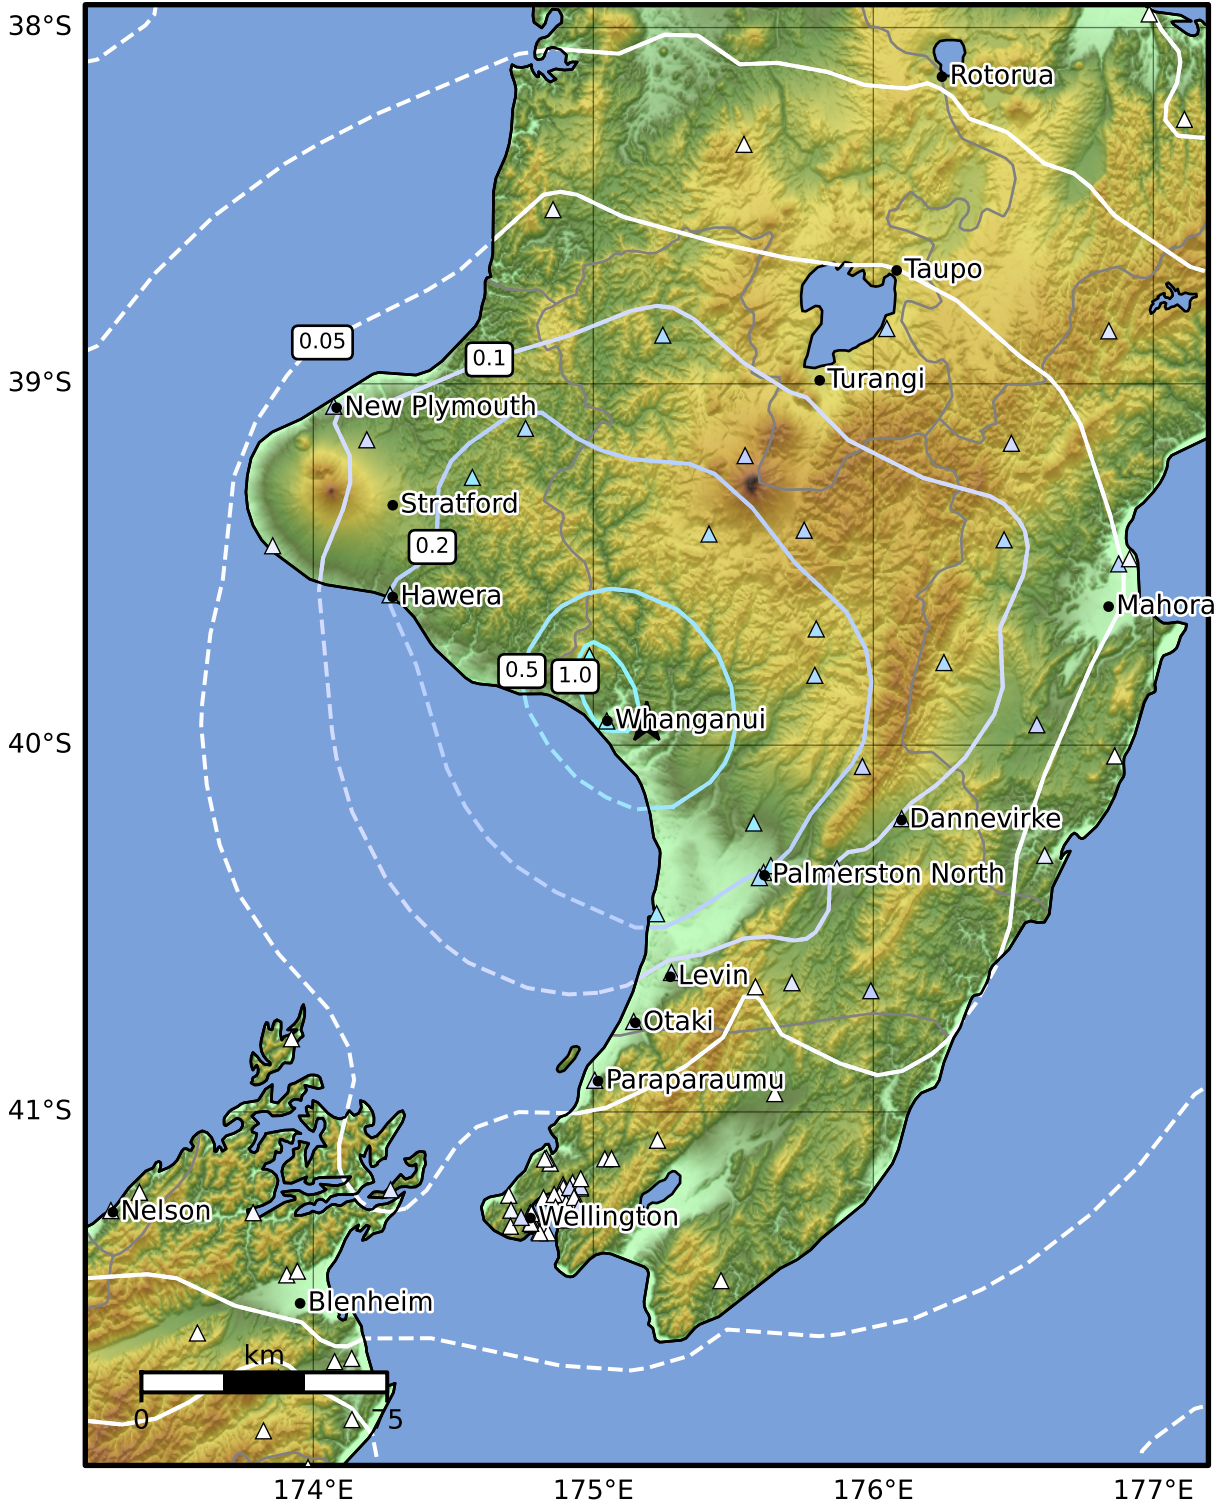 38°S
Rotorua
Taupo
0.05
0.1
39°S
Turangi
New Plymouth
Stratford
0.2
Hawera
Mahora
0.5
1.0
Whanganui
40°S
Dannevirke
Palmerston North
Levin
Otaki
Paraparaumu
41°S
Nelson
Wellington
Blenheim
km
0
75
174°E
175°E
176°E
177°E